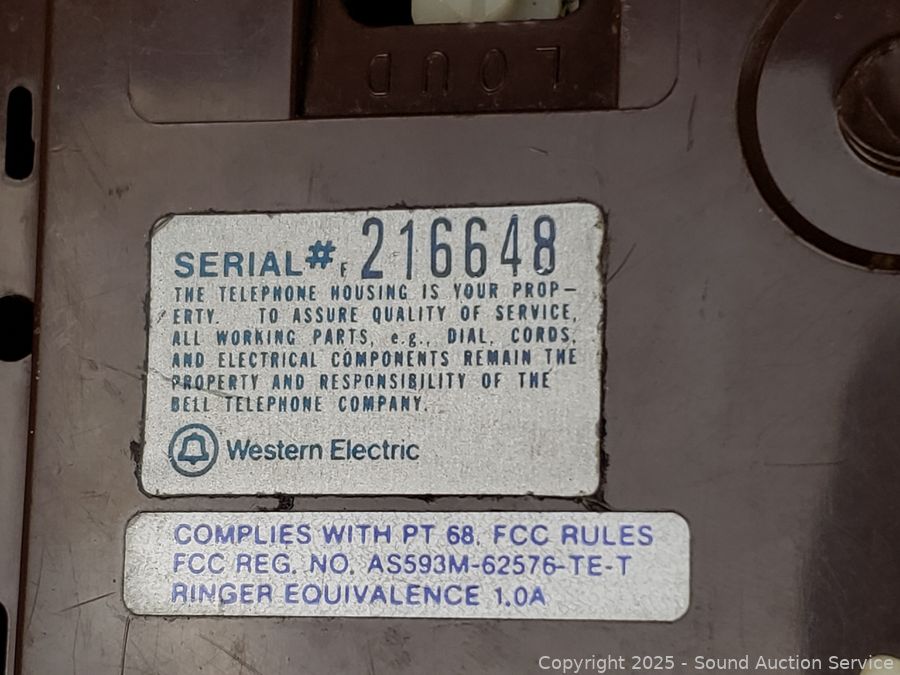 LOUD
SERIAL# F 216648
THE TELEPHONE HOUSING IS YOUR PROP-
ERTY. TO ASSURE QUALITY OF SERVICE,
ALL WORKING PARTS, e.g., DIAL, CORDS,
AND ELECTRICAL COMPONENTS REMAIN THE
PROPERTY AND RESPONSIBILITY OF THE
BELL TELEPHONE COMPANY.
Western Electric
COMPLIES WITH PT 68, FCC RULES
FCC REG. NO. AS593M-62576-TE-T
RINGER EQUIVALENCE 1.0A
Copyright 2025 - Sound Auction Service